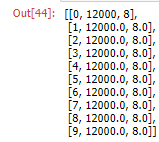 Out[44]: [[0, 12000, 8],
[1, 12000.0, 8.0],
[2, 12000.0, 8.0],
[3, 12000.0, 8.0],
[4, 12000.0, 8.0],
[5, 12000.0, 8.0],
[6, 12000.0, 8.0],
[7, 12000.0, 8.0],
[8, 12000.0, 8.0],
[9, 12000.0, 8.0]]